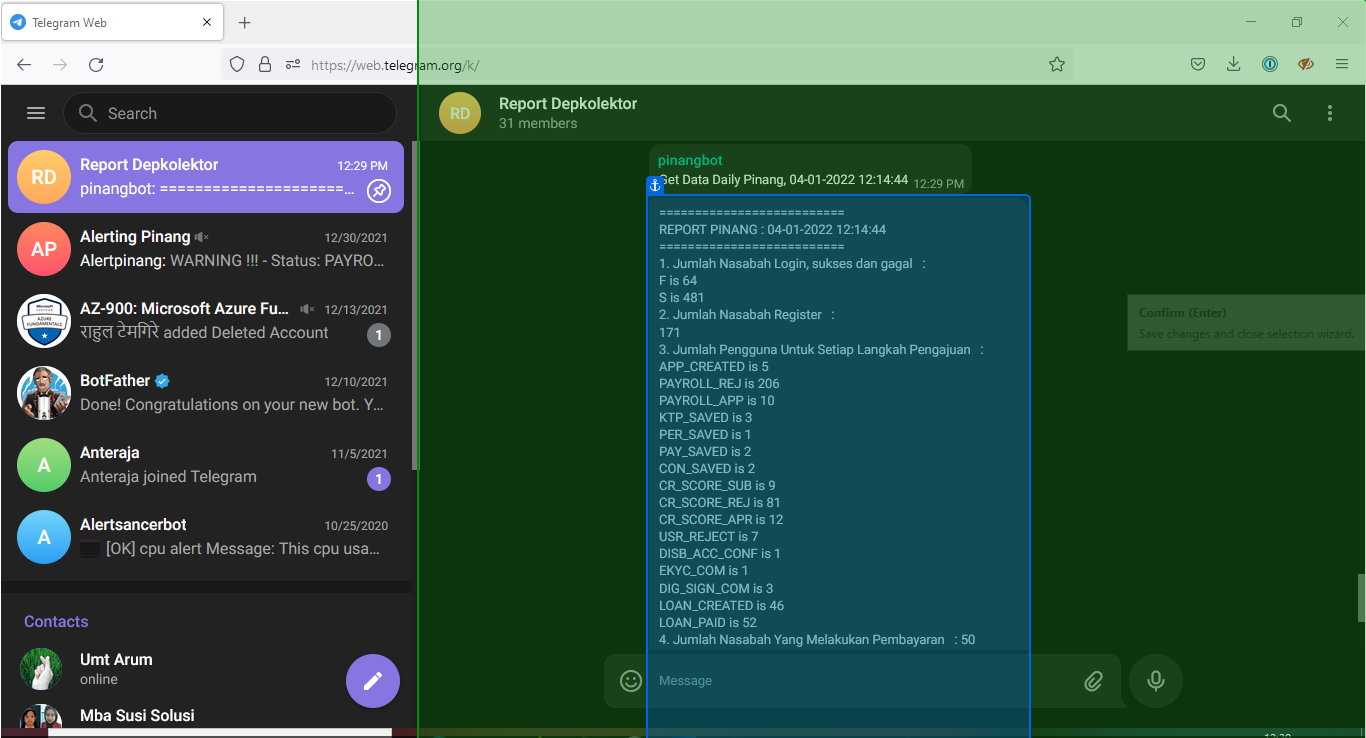 Telegram Web
https://web.telegram.org/k/
Search
RD
Report Depkolektor
12:29 PM
pinangbot: =====================...
AP
Alerting Pinang
12/30/2021
Alertpinang: WARNING !!! - Status: PAYRO...
AZ-900: Microsoft Azure Fu...
12/13/2021
राहुल टेमगिरे added Deleted Account
1
AZURE
FUNDAMENTALS
BotFather
12/10/2021
Done! Congratulations on your new bot. Y...
A
Anteraja
11/5/2021
Anteraja joined Telegram
1
A
Alertsancerbot
10/25/2020
[OK] cpu alert Message: This cpu usa...
Contacts
Umt Arum
online
Mba Susi Solusi
RD
Report Depkolektor
31 members
pinangbot
Get Data Daily Pinang, 04-01-2022 12:14:44
12:29 PM
==========================
REPORT PINANG : 04-01-2022 12:14:44
==========================
1. Jumlah Nasabah Login, sukses dan gagal :
F is 64
S is 481
2. Jumlah Nasabah Register :
171
3. Jumlah Pengguna Untuk Setiap Langkah Pengajuan :
APP_CREATED is 5
PAYROLL_REJ is 206
PAYROLL_APP is 10
KTP_SAVED is 3
PER_SAVED is 1
PAY_SAVED is 2
CON_SAVED is 2
CR_SCORE_SUB is 9
CR_SCORE_REJ is 81
CR_SCORE_APR is 12
USR_REJECT is 7
DISB_ACC_CONF is 1
EKYC_COM is 1
DIG_SIGN_COM is 3
LOAN_CREATED is 46
LOAN_PAID is 52
4. Jumlah Nasabah Yang Melakukan Pembayaran : 50
Message
Confirm (Enter)
Save changes and close selection wizard.